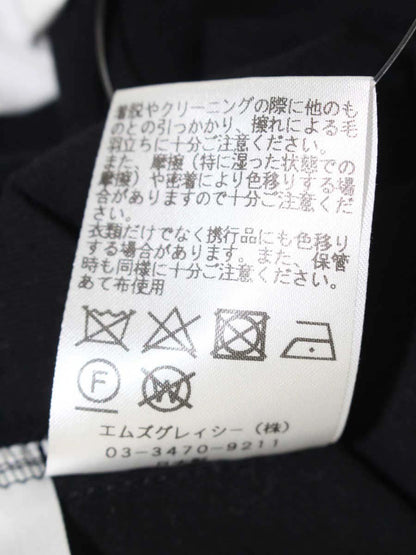 着脱やクリーニングの際に他のも
のとの引っかかり、擦れによる毛
羽立ちに十分ご注意ください。
また、摩擦（特に湿った状態での
摩擦）や密着により色移りする場
合がありますので十分ご注意くだ
さい。
衣類だけでなく携行品にも色移り
する場合があります。また、保管
時も同様に十分ご注意ください。
あて布使用
F W
エムズグレィシー（株）
03-3470-9211